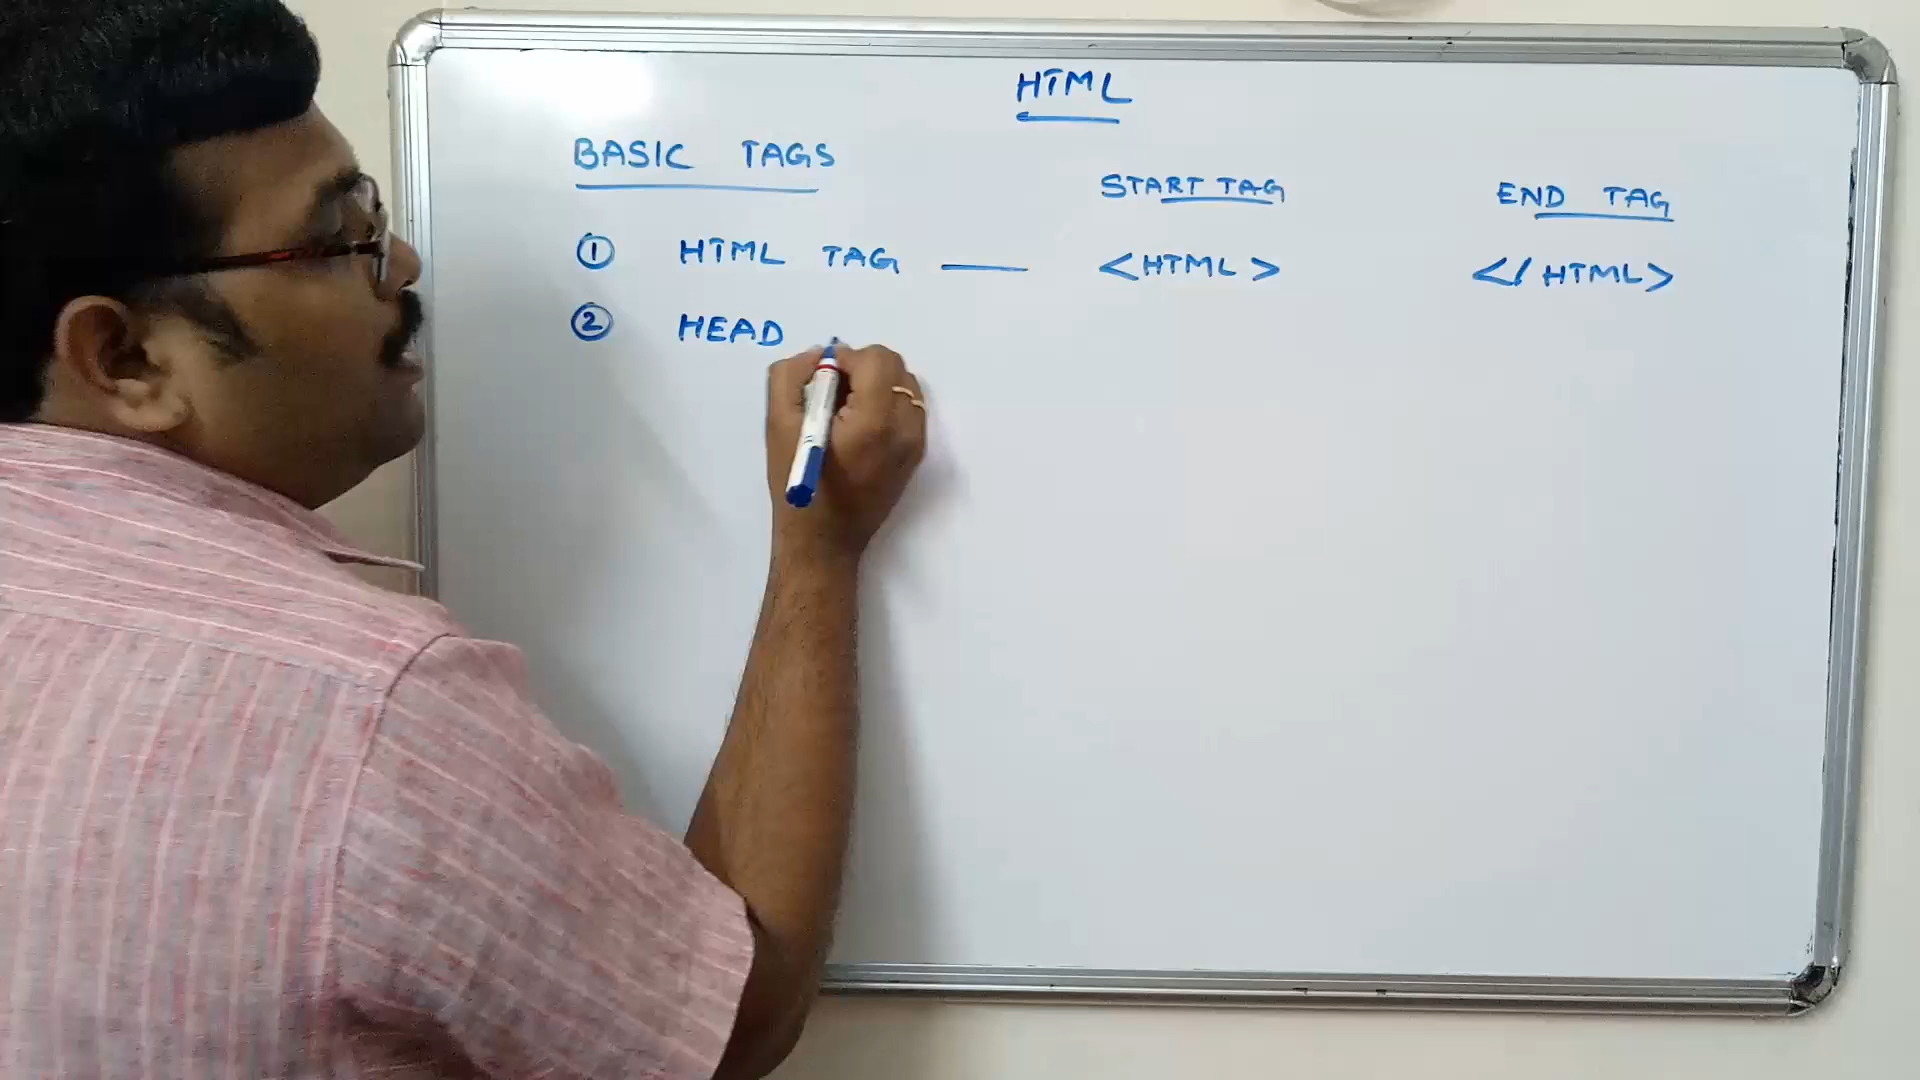 HTML
BASIC TAGS
START TAG
END TAG
1 HTML TAG — <HTML> </ HTML>
2 HEAD